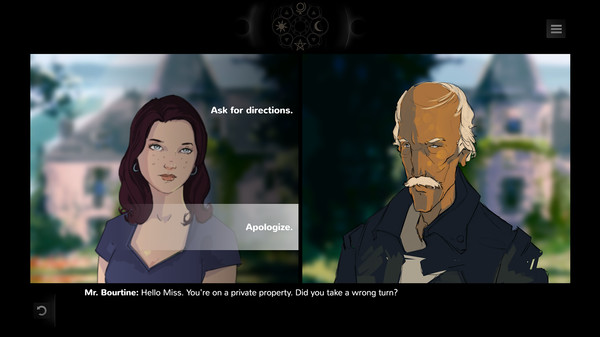 Ask for directions.
Apologize.
Mr. Bourtine: Hello Miss. You're on a private property. Did you take a wrong turn?